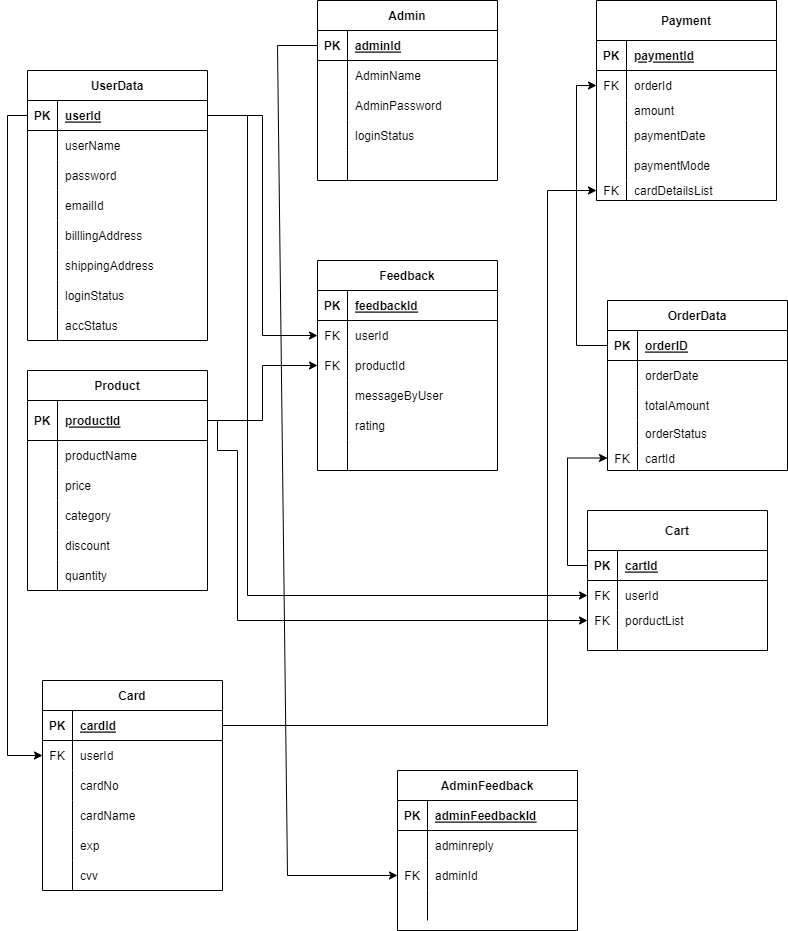 Admin
PK adminId
AdminName
AdminPassword
loginStatus
Payment
PK paymentId
FK orderId
amount
paymentDate
paymentMode
FK cardDetailsList
UserData
PK userId
userName
password
emailId
billlingAddress
shippingAddress
loginStatus
accStatus
Feedback
PK feedbackId
FK userId
FK productId
messageByUser
rating
OrderData
PK orderID
orderDate
totalAmount
orderStatus
FK cartId
Product
PK productId
productName
price
category
discount
quantity
Cart
PK cartId
FK userId
FK porductList
Card
PK cardId
FK userId
cardNo
cardName
exp
cvv
AdminFeedback
PK adminFeedbackId
adminreply
FK adminId